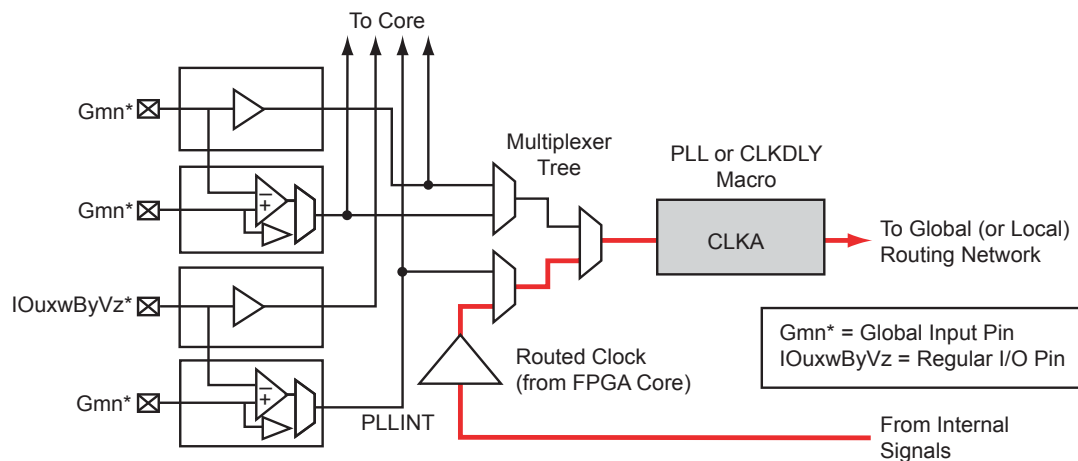 To Core
Gmn*
Multiplexer
Tree
PLL or CLKDLY
Macro
Gmn*
− +
CLKA
To Global (or Local)
Routing Network
IOuxwByVz*
Gmn* = Global Input Pin
IOuxwByVz = Regular I/O Pin
Routed Clock
(from FPGA Core)
− +
Gmn*
PLLINT
From Internal
Signals